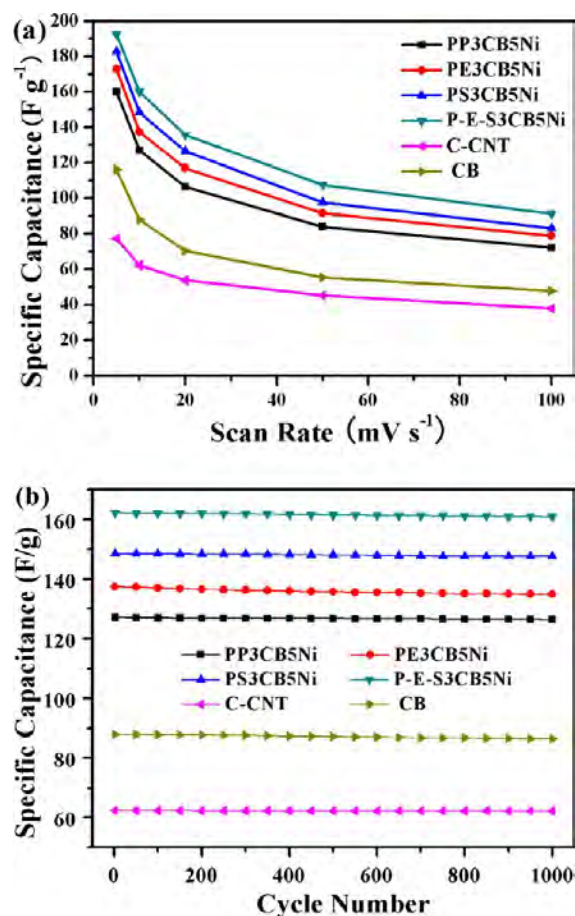 (a)
200
180
160
140
120
100
80
60
40
20
0
Specific Capacitance (F g⁻¹)
PP3CB5Ni
PE3CB5Ni
PS3CB5Ni
P-E-S3CB5Ni
C-CNT
CB
0 20 40 60 80 100
Scan Rate (mV s⁻¹)
(b)
160
140
120
100
80
60
Specific Capacitance (F/g)
PP3CB5Ni PE3CB5Ni
PS3CB5Ni P-E-S3CB5Ni
C-CNT CB
0 200 400 600 800 1000
Cycle Number